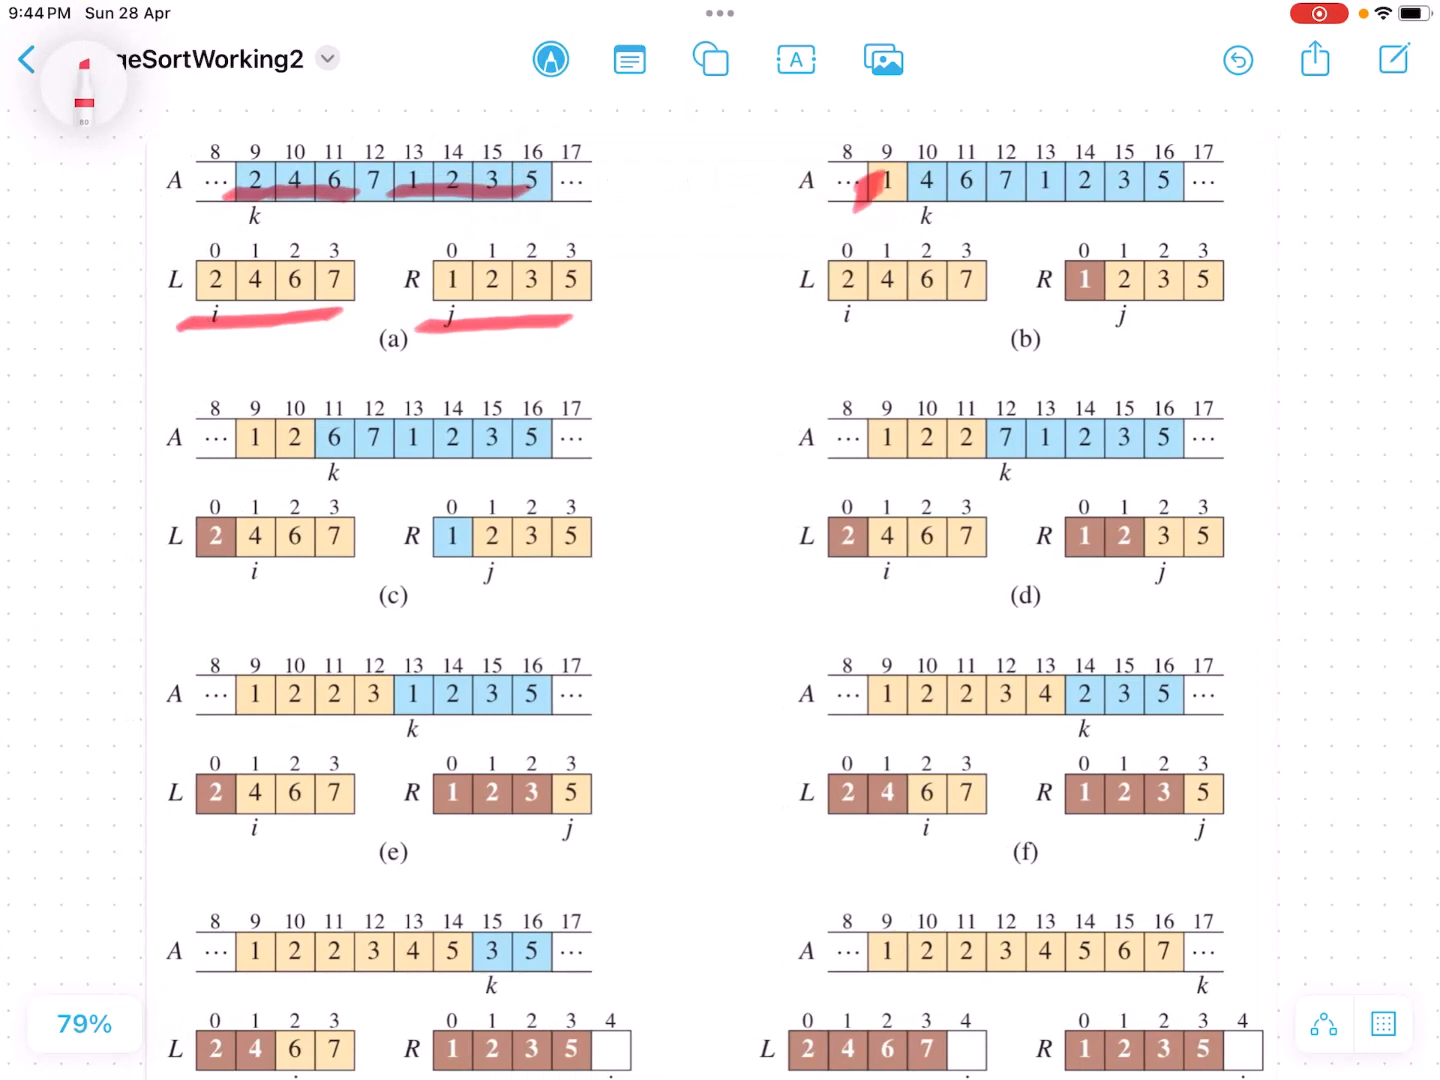 9:44 PM Sun 28 Apr
geSortWorking2
A
80
8 9 10 11 12 13 14 15 16 17
A ... 2 4 6 7 1 2 3 5 ...
k
0 1 2 3 0 1 2 3
L 2 4 6 7 R 1 2 3 5
i j
(a)
8 9 10 11 12 13 14 15 16 17
A ... 1 4 6 7 1 2 3 5 ...
k
0 1 2 3 0 1 2 3
L 2 4 6 7 R 1 2 3 5
i j
(b)
8 9 10 11 12 13 14 15 16 17
A ... 1 2 6 7 1 2 3 5 ...
k
0 1 2 3 0 1 2 3
L 2 4 6 7 R 1 2 3 5
i j
(c)
8 9 10 11 12 13 14 15 16 17
A ... 1 2 2 7 1 2 3 5 ...
k
0 1 2 3 0 1 2 3
L 2 4 6 7 R 1 2 3 5
i j
(d)
8 9 10 11 12 13 14 15 16 17
A ... 1 2 2 3 1 2 3 5 ...
k
0 1 2 3 0 1 2 3
L 2 4 6 7 R 1 2 3 5
i j
(e)
8 9 10 11 12 13 14 15 16 17
A ... 1 2 2 3 4 2 3 5 ...
k
0 1 2 3 0 1 2 3
L 2 4 6 7 R 1 2 3 5
i j
(f)
8 9 10 11 12 13 14 15 16 17
A ... 1 2 2 3 4 5 3 5 ...
k
0 1 2 3 0 1 2 3 4
L 2 4 6 7 R 1 2 3 5
8 9 10 11 12 13 14 15 16 17
A ... 1 2 2 3 4 5 6 7 ...
k
0 1 2 3 4 0 1 2 3 4
L 2 4 6 7 R 1 2 3 5
79%